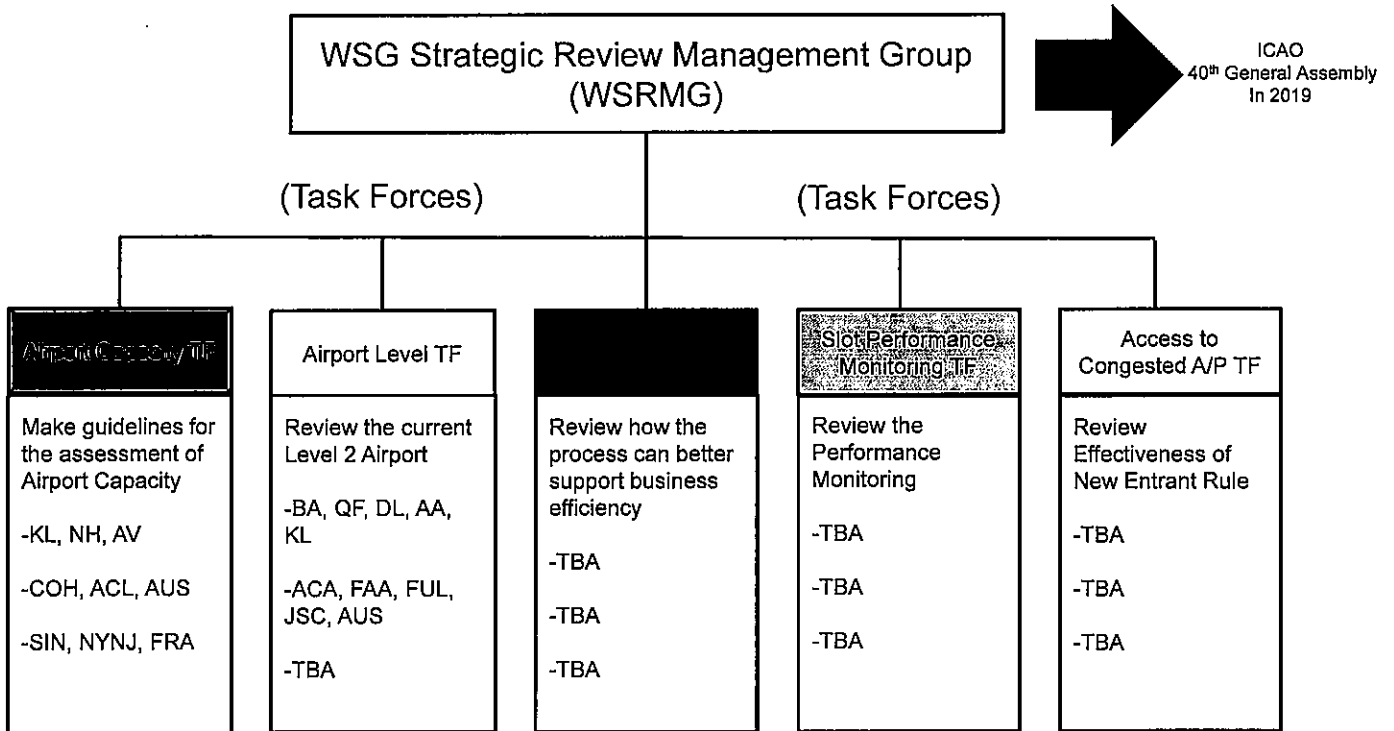 WSG Strategic Review Management Group
(WSRMG)
ICAO
40th General Assembly
In 2019
(Task Forces)
(Task Forces)
Airport Capacity TF
Make guidelines for
the assessment of
Airport Capacity
-KL, NH, AV
-COH, ACL, AUS
-SIN, NYNJ, FRA
Airport Level TF
Review the current
Level 2 Airport
-BA, QF, DL, AA,
KL
-ACA, FAA, FUL,
JSC, AUS
-TBA
Review how the
process can better
support business
efficiency
-TBA
-TBA
-TBA
Slot Performance
Monitoring TF
Review the
Performance
Monitoring
-TBA
-TBA
-TBA
Access to
Congested A/P TF
Review
Effectiveness of
New Entrant Rule
-TBA
-TBA
-TBA